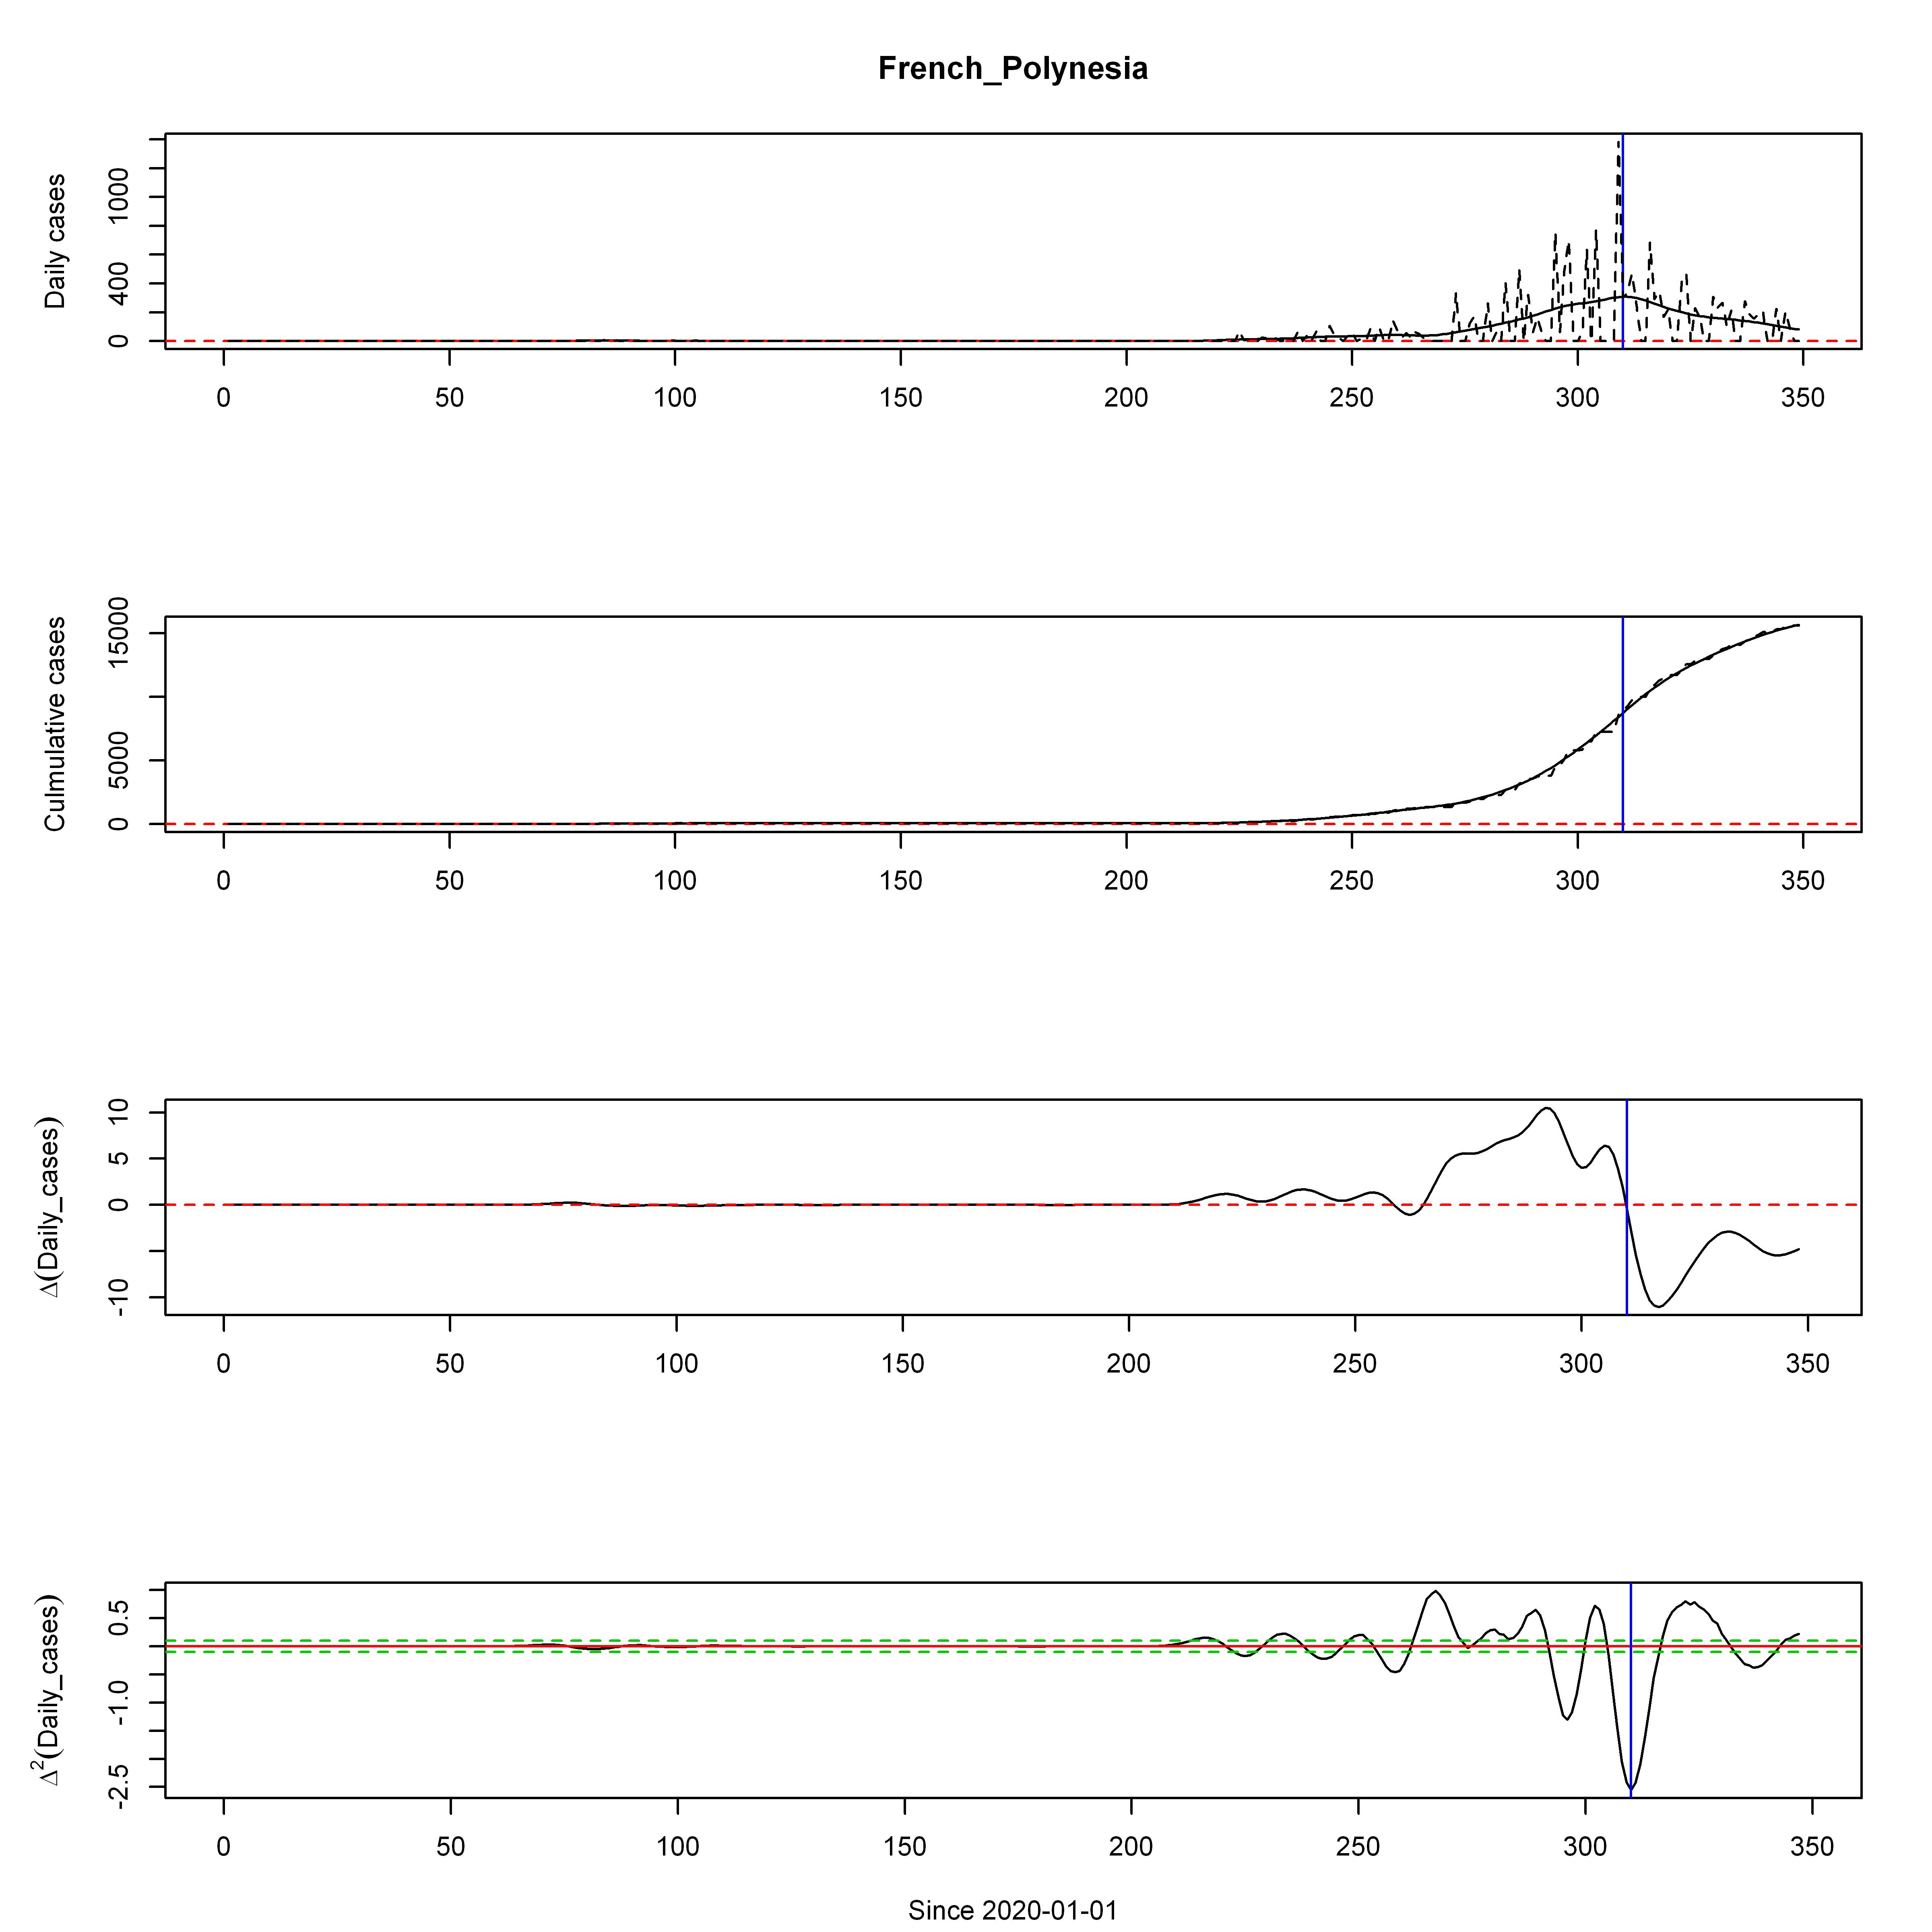 French_Polynesia
Daily cases
0 400 1000
0 50 100 150 200 250 300 350
Culmulative cases
0 5000 15000
0 50 100 150 200 250 300 350
Δ(Daily_cases)
-10 0 5 10
0 50 100 150 200 250 300 350
Δ²(Daily_cases)
-2.5 -1.0 0.5
0 50 100 150 200 250 300 350
Since 2020-01-01